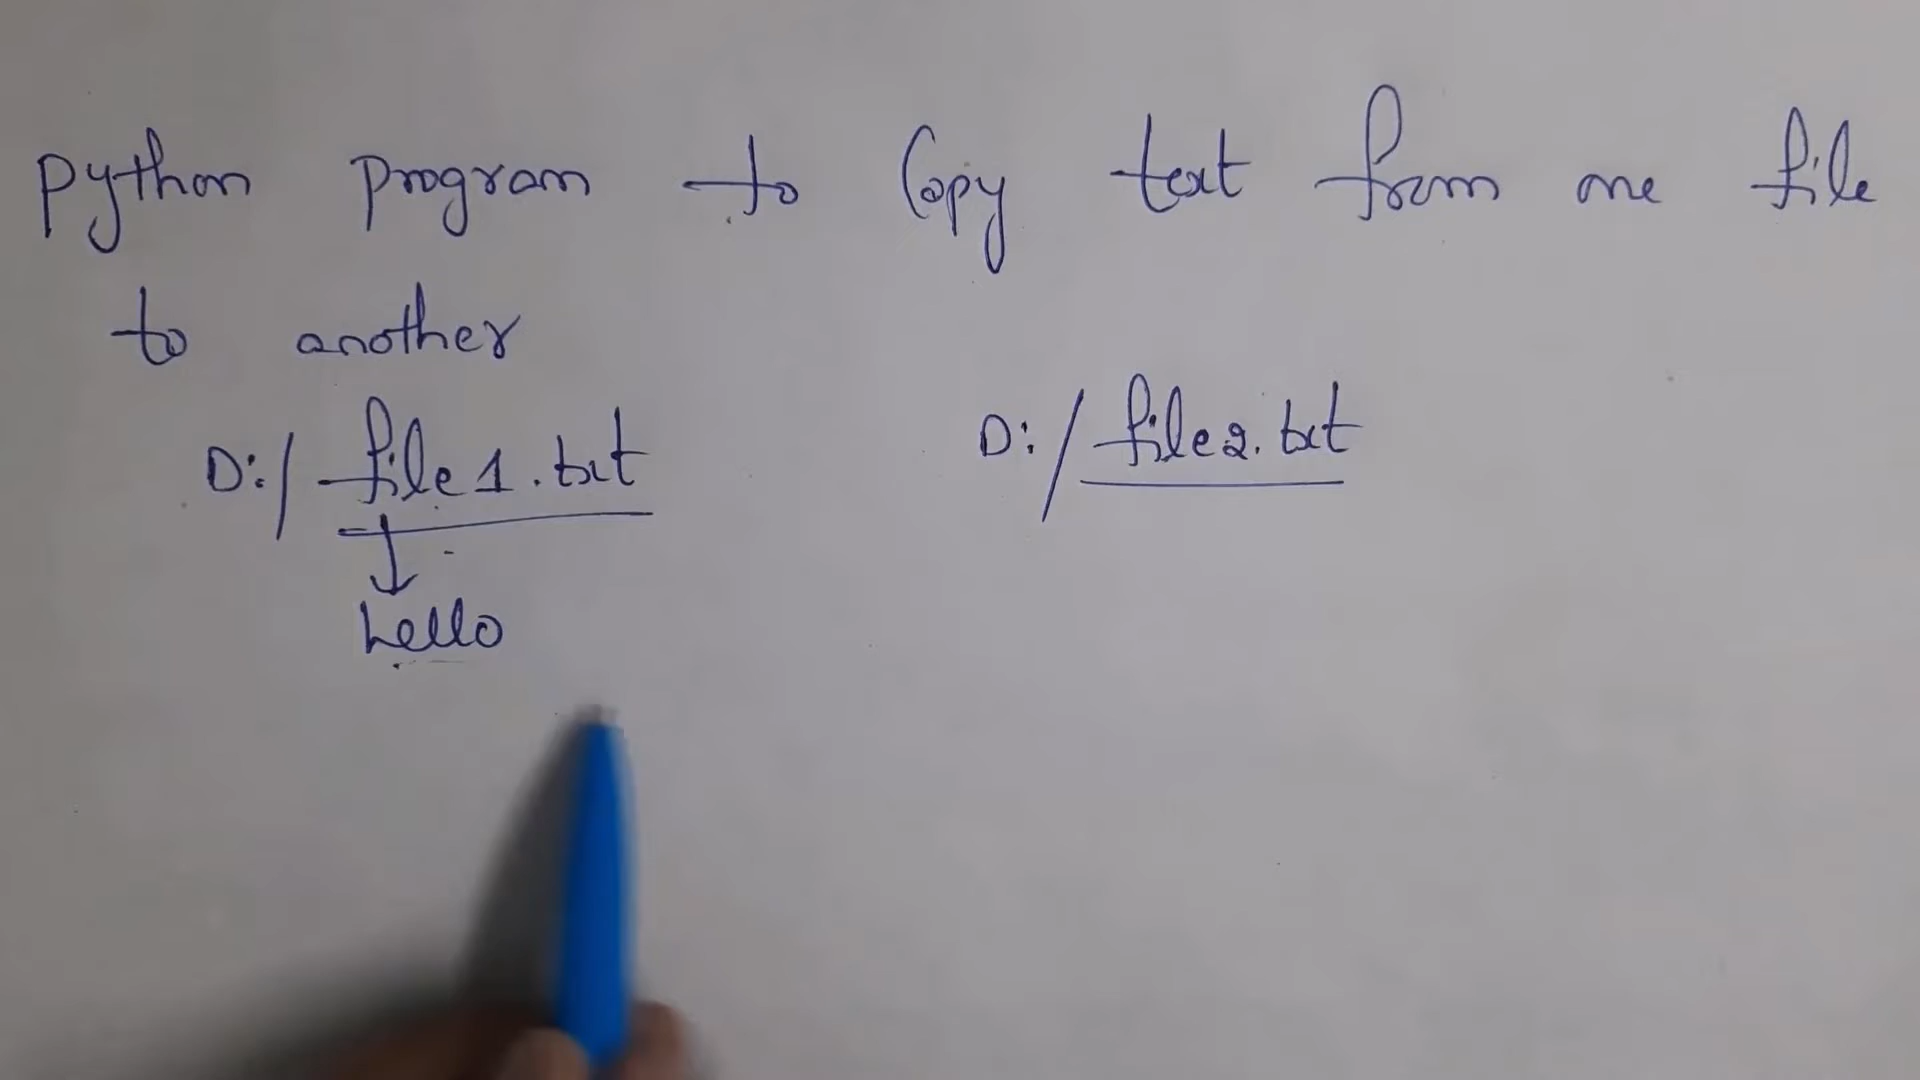 Python program to Copy text from one file
to another
D:/ file1.txt
D:/ file2.txt
hello